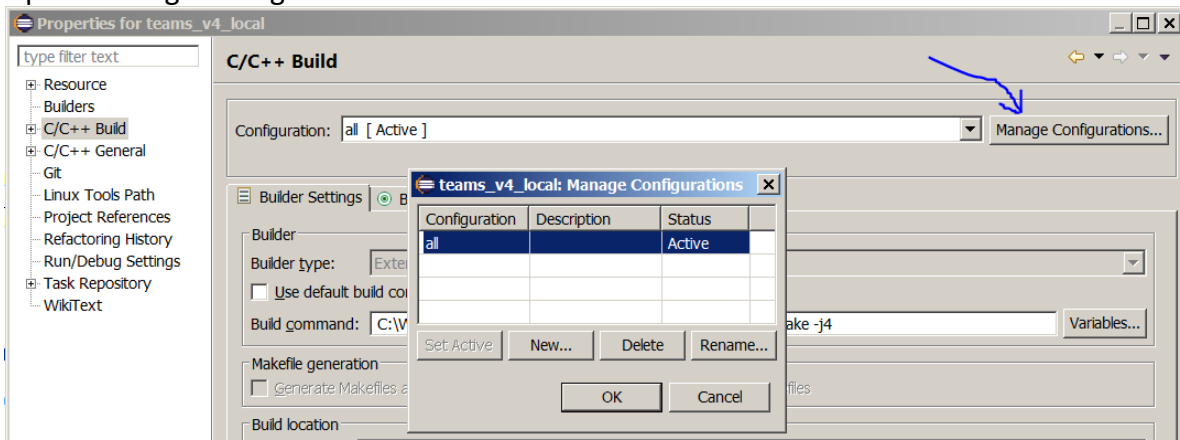 Properties for teams_v4_local
type filter text
Resource
Builders
C/C++ Build
C/C++ General
Git
Linux Tools Path
Project References
Refactoring History
Run/Debug Settings
Task Repository
WikiText
C/C++ Build
Configuration: all [ Active ]
Manage Configurations...
Builder Settings
Builder
Builder type:
Use default build
Build command: C:\ ake -j4
Variables...
Makefile generation
Generate Makefiles
Build location
teams_v4_local: Manage Configurations
Configuration Description Status
all Active
Set Active New... Delete Rename...
OK Cancel